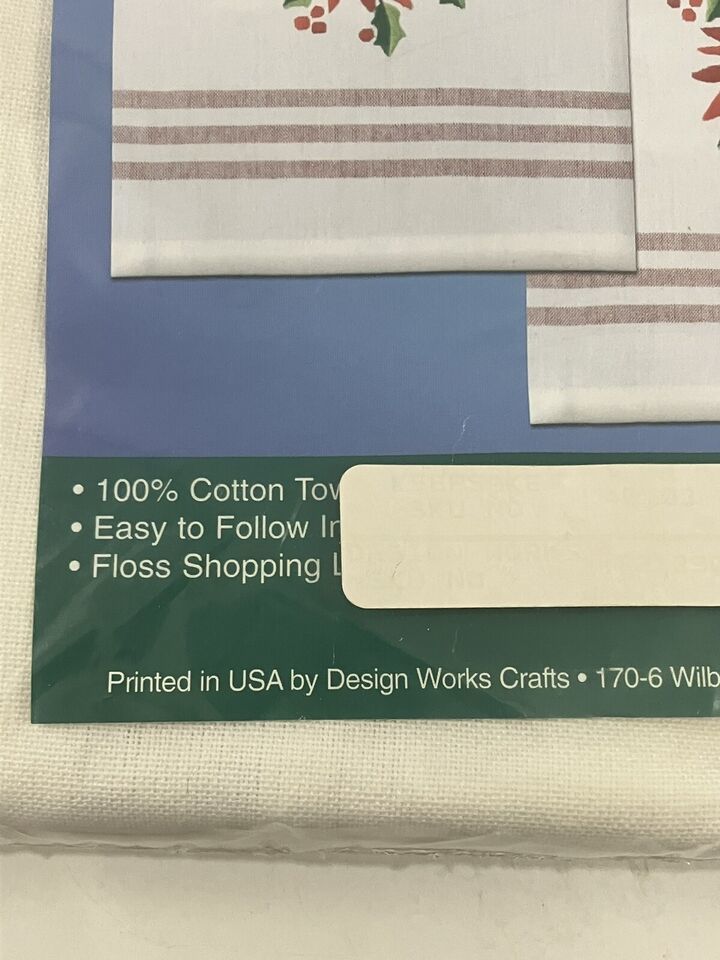 • 100% Cotton Tow
• Easy to Follow In
• Floss Shopping L
Printed in USA by Design Works Crafts • 170-6 Wilb